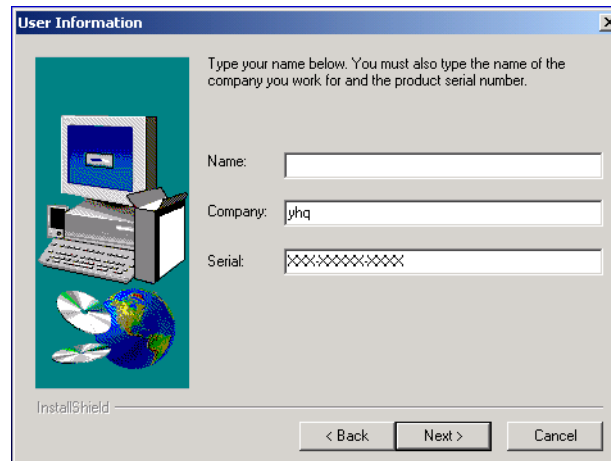 User Information
Type your name below. You must also type the name of the
company you work for and the product serial number.
Name:
Company: yhq
Serial: XXX-XXXXX-XXXX
InstallShield
< Back Next > Cancel